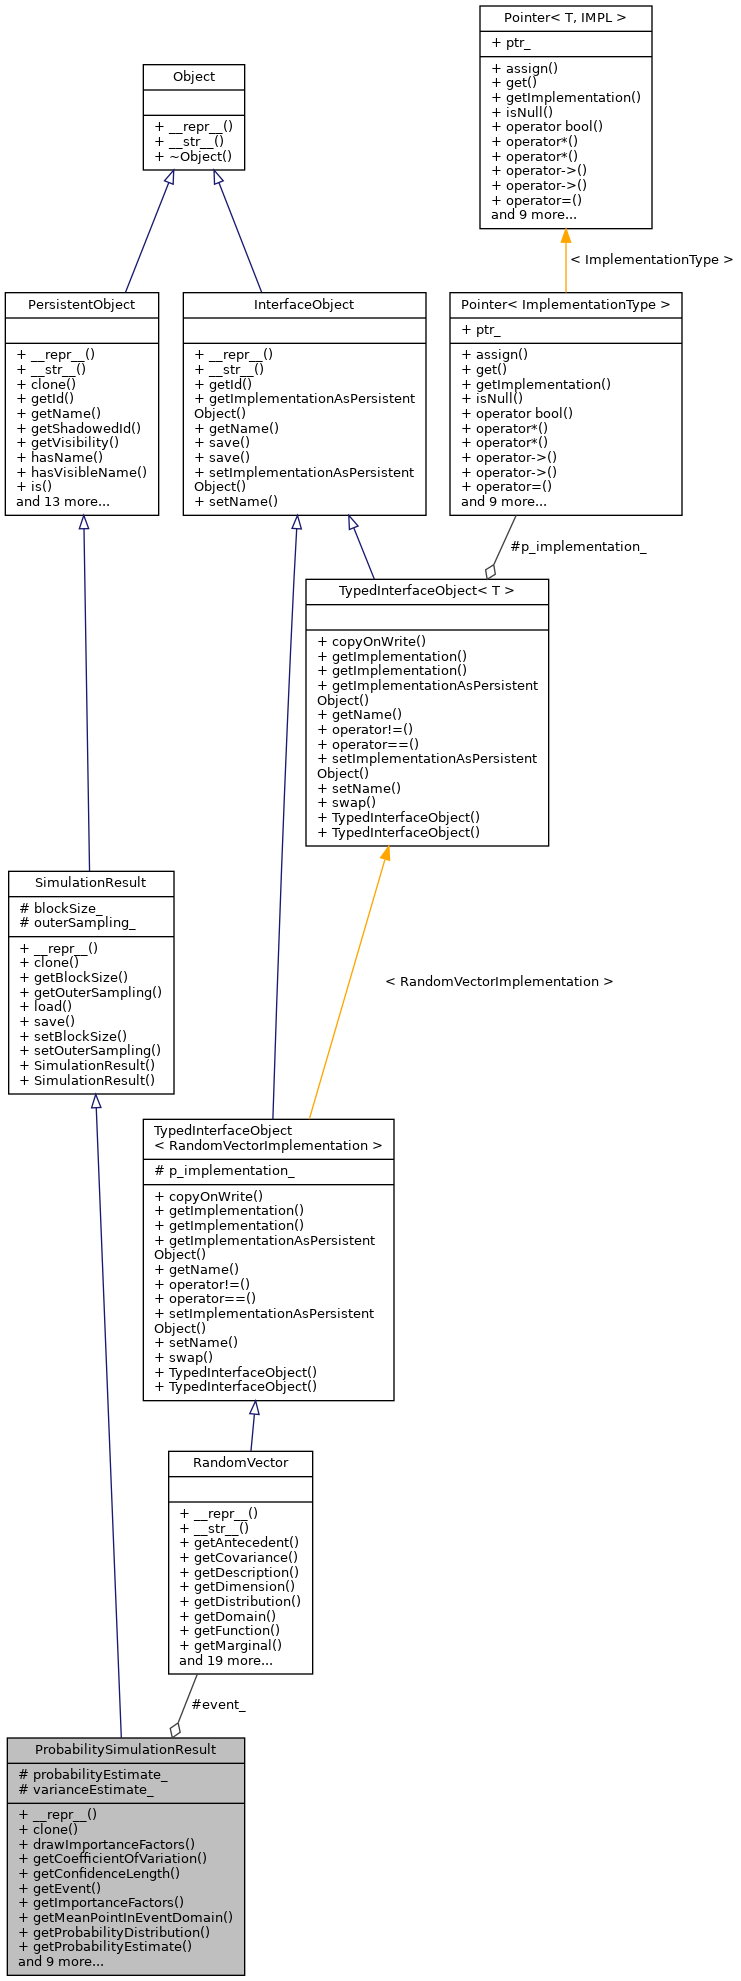 Pointer< T, IMPL >
+ ptr_
+ assign()
+ get()
+ getImplementation()
+ isNull()
+ operator bool()
+ operator*()
+ operator*()
+ operator->()
+ operator->()
+ operator=()
and 9 more...
Object
+ __repr__()
+ __str__()
+ ~Object()
< ImplementationType >
PersistentObject
+ __repr__()
+ __str__()
+ clone()
+ getId()
+ getName()
+ getShadowedId()
+ getVisibility()
+ hasName()
+ hasVisibleName()
+ is()
and 13 more...
InterfaceObject
+ __repr__()
+ __str__()
+ getId()
+ getImplementationAsPersistent
Object()
+ getName()
+ save()
+ save()
+ setImplementationAsPersistent
Object()
+ setName()
Pointer< ImplementationType >
+ ptr_
+ assign()
+ get()
+ getImplementation()
+ isNull()
+ operator bool()
+ operator*()
+ operator*()
+ operator->()
+ operator->()
+ operator=()
and 9 more...
#p_implementation_
TypedInterfaceObject< T >
+ copyOnWrite()
+ getImplementation()
+ getImplementation()
+ getImplementationAsPersistent
Object()
+ getName()
+ operator!=()
+ operator==()
+ setImplementationAsPersistent
Object()
+ setName()
+ swap()
+ TypedInterfaceObject()
+ TypedInterfaceObject()
SimulationResult
# blockSize_
# outerSampling_
+ __repr__()
+ clone()
+ getBlockSize()
+ getOuterSampling()
+ load()
+ save()
+ setBlockSize()
+ setOuterSampling()
+ SimulationResult()
+ SimulationResult()
< RandomVectorImplementation >
TypedInterfaceObject
< RandomVectorImplementation >
# p_implementation_
+ copyOnWrite()
+ getImplementation()
+ getImplementation()
+ getImplementationAsPersistent
Object()
+ getName()
+ operator!=()
+ operator==()
+ setImplementationAsPersistent
Object()
+ setName()
+ swap()
+ TypedInterfaceObject()
+ TypedInterfaceObject()
RandomVector
+ __repr__()
+ __str__()
+ getAntecedent()
+ getCovariance()
+ getDescription()
+ getDimension()
+ getDistribution()
+ getDomain()
+ getFunction()
+ getMarginal()
and 19 more...
#event_
ProbabilitySimulationResult
# probabilityEstimate_
# varianceEstimate_
+ __repr__()
+ clone()
+ drawImportanceFactors()
+ getCoefficientOfVariation()
+ getConfidenceLength()
+ getEvent()
+ getImportanceFactors()
+ getMeanPointInEventDomain()
+ getProbabilityDistribution()
+ getProbabilityEstimate()
and 9 more...